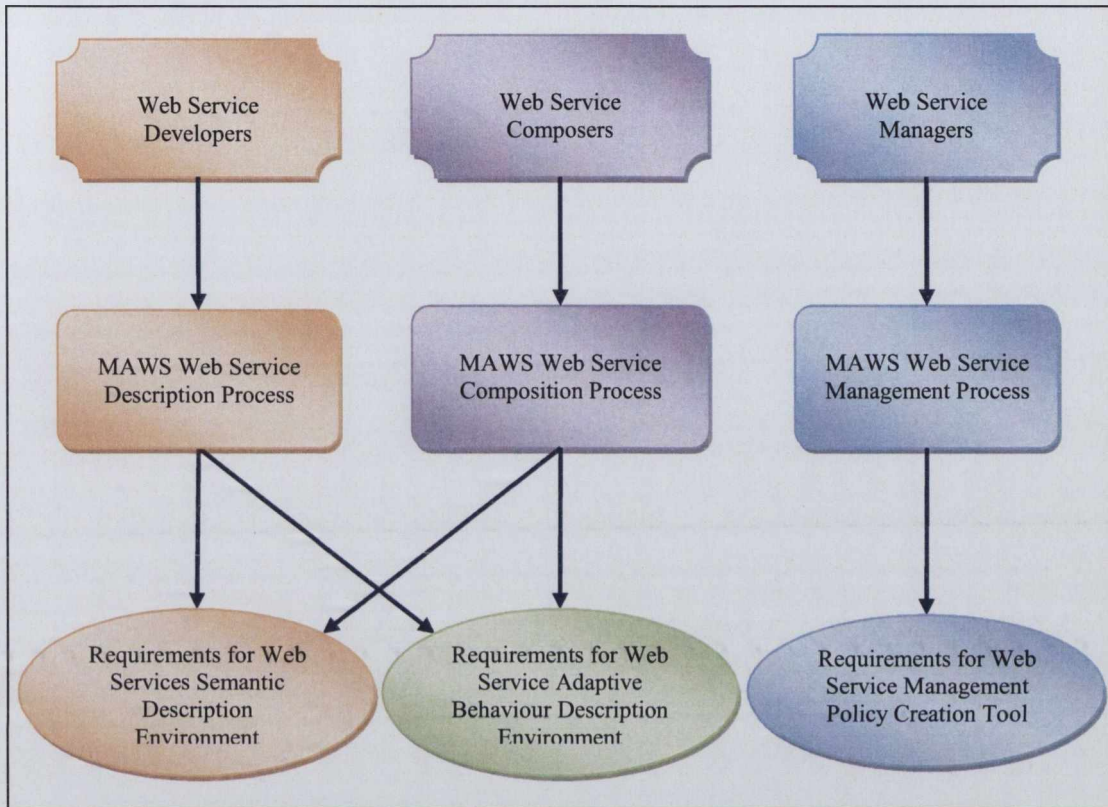 Web Service
Developers
Web Service
Composers
Web Service
Managers
MAWS Web Service
Description Process
MAWS Web Service
Composition Process
MAWS Web Service
Management Process
Requirements for Web
Services Semantic
Description
Environment
Requirements for Web
Service Adaptive
Behaviour Description
Environment
Requirements for Web
Service Management
Policy Creation Tool